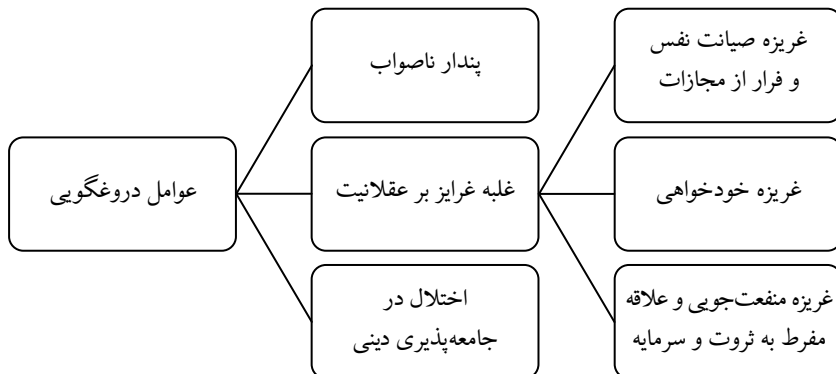 عوامل دروغگویی
پندار ناصواب
غلبه غرایز بر عقلانیت
اختلال در
جامعه‌پذیری دینی
غریزه صیانت نفس
و فرار از مجازات
غریزه خودخواهی
غریزه منفعت‌جویی و علاقه
مفرط به ثروت و سرمایه